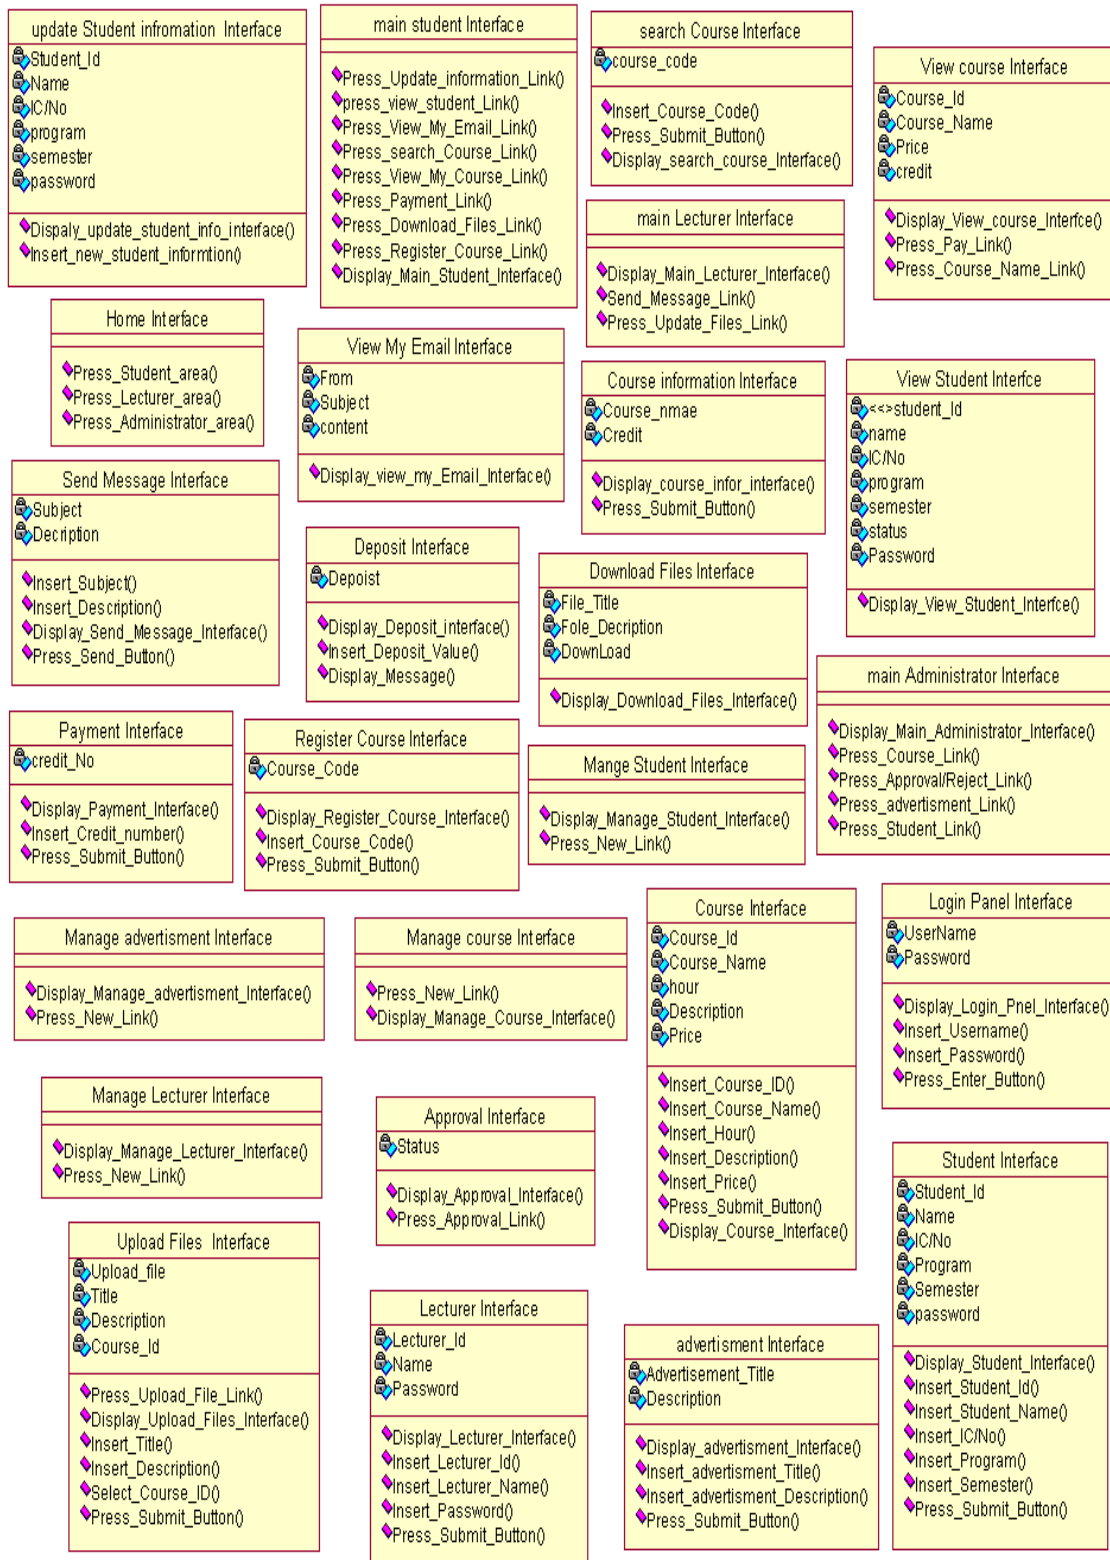 update Student infromation  Interface
Student_Id
Name
IC/No
program
semester
password
Dispaly_update_student_info_interface()
Insert_new_student_informtion()
main student Interface
Press_Update_information_Link()
press_view_student_Link()
Press_View_My_Email_Link()
Press_search_Course_Link()
Press_View_My_Course_Link()
Press_Payment_Link()
Press_Download_Files_Link()
Press_Register_Course_Link()
Display_Main_Student_Interface()
search Course Interface
course_code
Insert_Course_Code()
Press_Submit_Button()
Display_search_course_Interface()
View course Interface
Course_Id
Course_Name
Price
credit
Display_View_course_Interfce()
Press_Pay_Link()
Press_Course_Name_Link()
main Lecturer Interface
Display_Main_Lecturer_Interface()
Send_Message_Link()
Press_Update_Files_Link()
Home Interface
Press_Student_area()
Press_Lecturer_area()
Press_Administrator_area()
View My Email Interface
From
Subject
content
Display_view_my_Email_Interface()
Course information Interface
Course_nmae
Credit
Display_course_infor_interface()
Press_Submit_Button()
View Student Interfce
<<>student_Id
name
IC/No
program
semester
status
Password
Display_View_Student_Interfce()
Send Message Interface
Subject
Decription
Insert_Subject()
Insert_Description()
Display_Send_Message_Interface()
Press_Send_Button()
Deposit Interface
Depoist
Display_Deposit_interface()
Insert_Deposit_Value()
Display_Message()
Download Files Interface
File_Title
Fole_Decription
DownLoad
Display_Download_Files_Interface()
main Administrator Interface
Display_Main_Administrator_Interface()
Press_Course_Link()
Press_Approval/Reject_Link()
Press_advertisment_Link()
Press_Student_Link()
Payment Interface
credit_No
Display_Payment_Interface()
Insert_Credit_number()
Press_Submit_Button()
Register Course Interface
Course_Code
Display_Register_Course_Interface()
Insert_Course_Code()
Press_Submit_Button()
Mange Student Interface
Display_Manage_Student_Interface()
Press_New_Link()
Manage advertisment Interface
Display_Manage_advertisment_Interface()
Press_New_Link()
Manage course Interface
Press_New_Link()
Display_Manage_Course_Interface()
Course Interface
Course_Id
Course_Name
hour
Description
Price
Insert_Course_ID()
Insert_Course_Name()
Insert_Hour()
Insert_Description()
Insert_Price()
Press_Submit_Button()
Display_Course_Interface()
Login Panel Interface
UserName
Password
Display_Login_Pnel_Interface()
Insert_Username()
Insert_Password()
Press_Enter_Button()
Manage Lecturer Interface
Display_Manage_Lecturer_Interface()
Press_New_Link()
Approval Interface
Status
Display_Approval_Interface()
Press_Approval_Link()
Student Interface
Student_Id
Name
IC/No
Program
Semester
password
Display_Student_Interface()
Insert_Student_Id()
Insert_Student_Name()
Insert_IC/No()
Insert_Program()
Insert_Semester()
Press_Submit_Button()
Upload Files  Interface
Upload_file
Title
Description
Course_Id
Press_Upload_File_Link()
Display_Upload_Files_Interface()
Insert_Title()
Insert_Description()
Select_Course_ID()
Press_Submit_Button()
Lecturer Interface
Lecturer_Id
Name
Password
Display_Lecturer_Interface()
Insert_Lecturer_Id()
Insert_Lecturer_Name()
Insert_Password()
Press_Submit_Button()
advertisment Interface
Advertisement_Title
Description
Display_advertisment_Interface()
Insert_advertisment_Title()
Insert_advertisment_Description()
Press_Submit_Button()